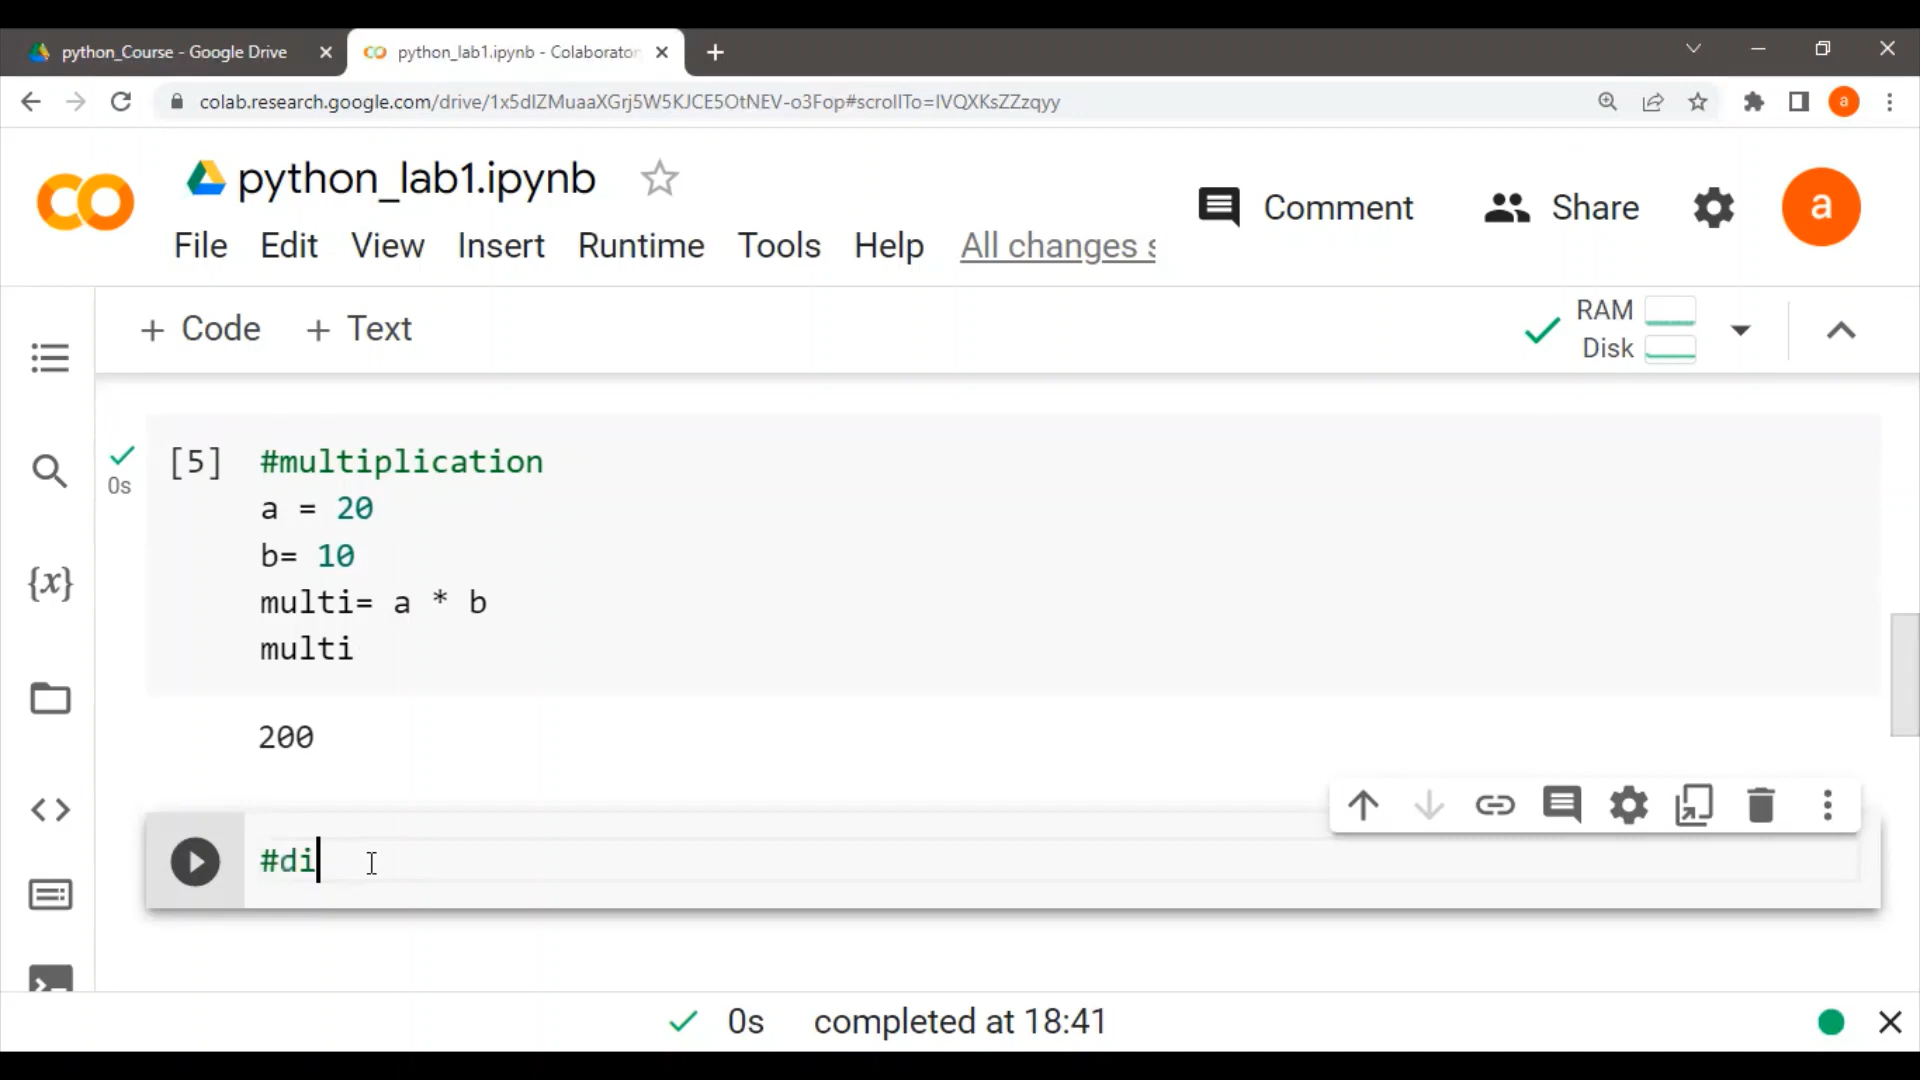 python_Course - Google Drive
python_lab1.ipynb - Colaborator
colab.research.google.com/drive/1x5dIZMuaaXGrj5W5KJCE5OtNEV-o3Fop#scrollTo=IVQXKsZZzqyy
a
python_lab1.ipynb
Comment
Share
a
File Edit View Insert Runtime Tools Help All changes s
+ Code + Text
RAM
Disk
[5] #multiplication
0s
a = 20
b= 10
multi= a * b
multi
200
{x}
#di
0s completed at 18:41